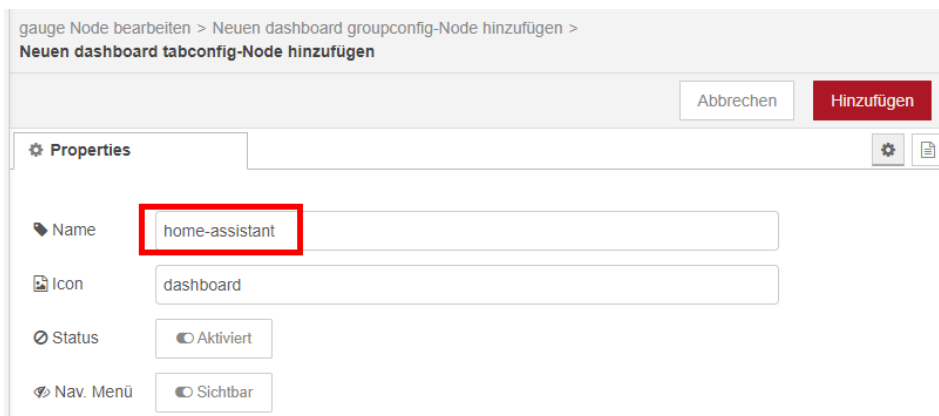 gauge Node bearbeiten > Neuen dashboard groupconfig-Node hinzufügen >
Neuen dashboard tabconfig-Node hinzufügen
Abbrechen Hinzufügen
Properties
Name home-assistant
Icon dashboard
Status Aktiviert
Nav. Menü Sichtbar